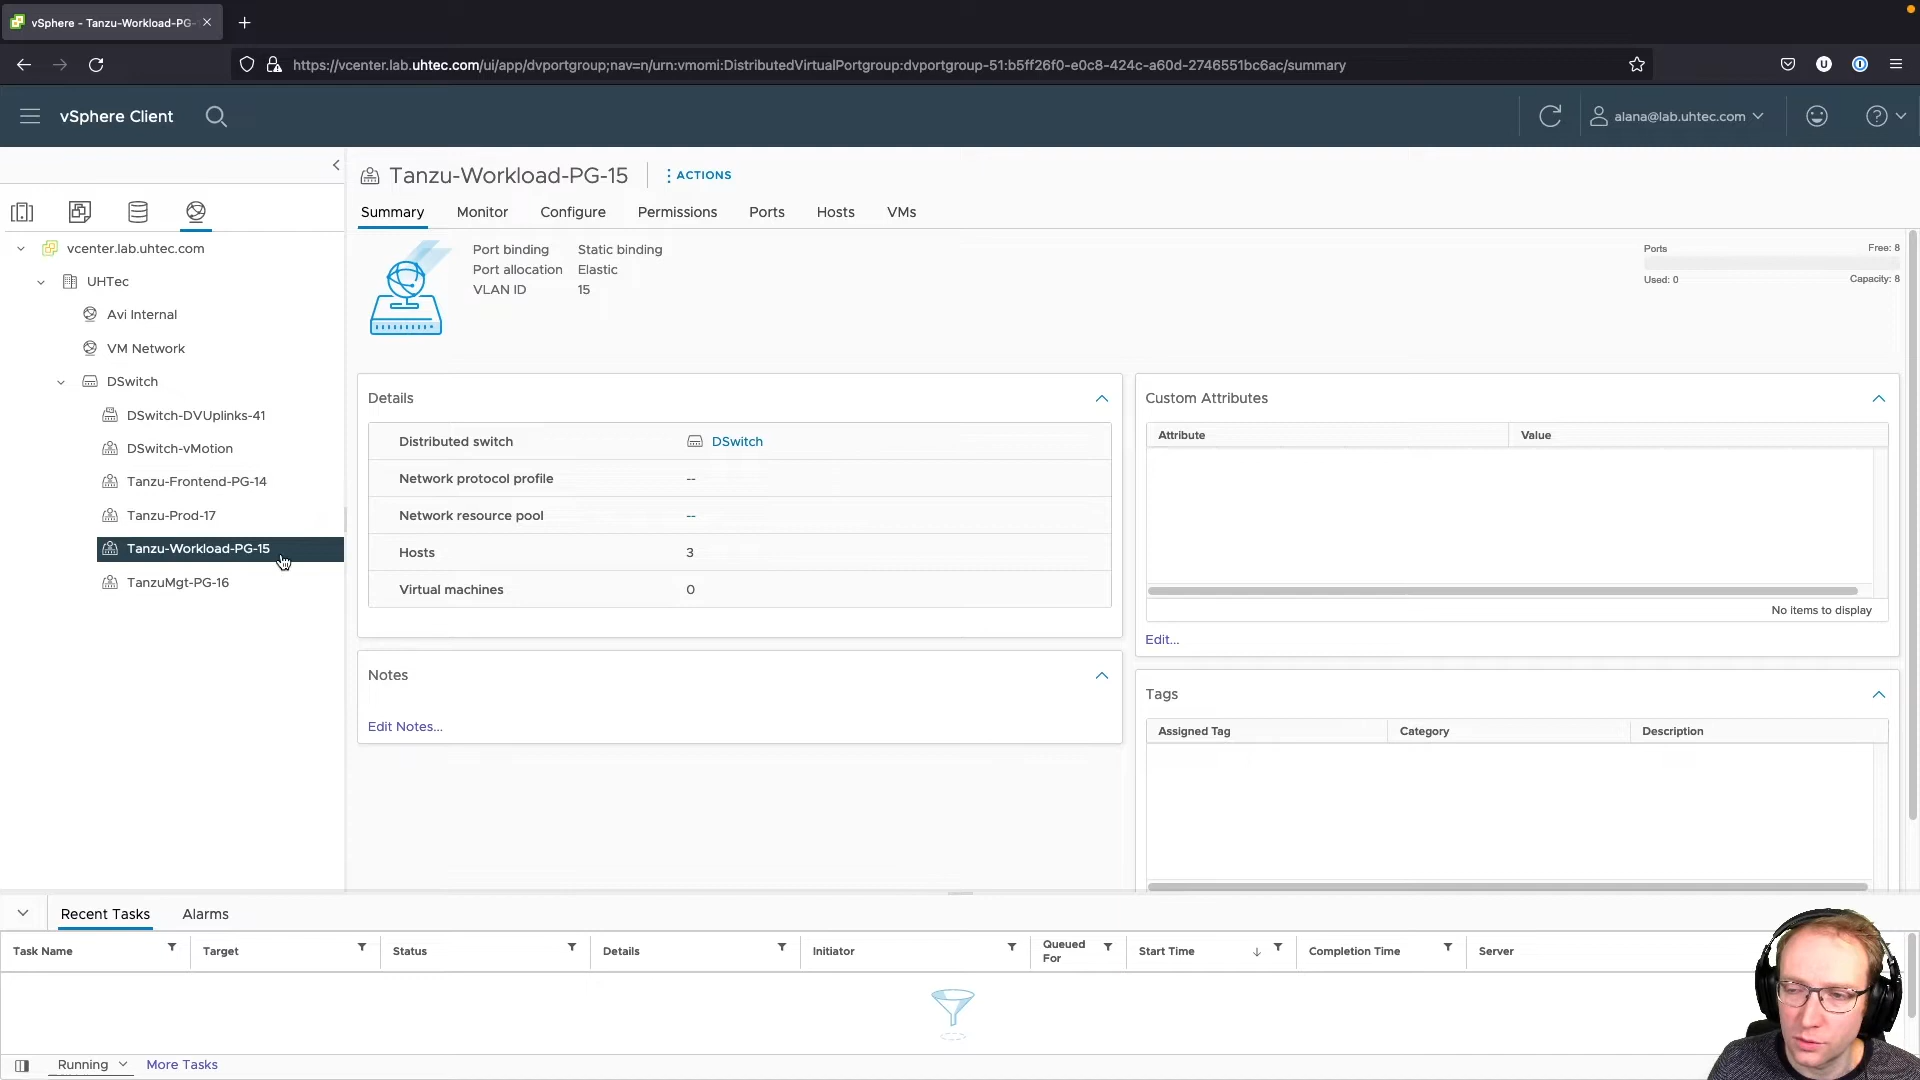 vSphere - Tanzu-Workload-PG-
https://vcenter.lab.uhtec.com/ui/app/dvportgroup;nav=n/urn:vmomi:DistributedVirtualPortgroup:dvportgroup-51:b5ff26f0-e0c8-424c-a60d-2746551bc6ac/summary
vSphere Client
alana@lab.uhtec.com
Tanzu-Workload-PG-15
ACTIONS
Summary
Monitor
Configure
Permissions
Ports
Hosts
VMs
vcenter.lab.uhtec.com
UHTec
Avi Internal
VM Network
DSwitch
DSwitch-DVUplinks-41
DSwitch-vMotion
Tanzu-Frontend-PG-14
Tanzu-Prod-17
Tanzu-Workload-PG-15
TanzuMgt-PG-16
Port binding Static binding
Port allocation Elastic
VLAN ID 15
Ports Free: 8
Used: 0 Capacity: 8
Details
Distributed switch DSwitch
Network protocol profile --
Network resource pool --
Hosts 3
Virtual machines 0
Notes
Edit Notes...
Custom Attributes
Attribute Value
No items to display
Edit...
Tags
Assigned Tag Category Description
Recent Tasks Alarms
Task Name Target Status Details Initiator Queued For Start Time Completion Time Server
Running More Tasks